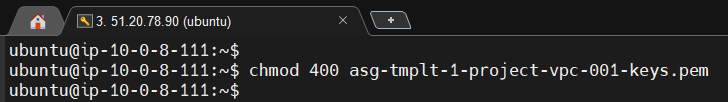 3. 51.20.78.90 (ubuntu)
ubuntu@ip-10-0-8-111:~$
ubuntu@ip-10-0-8-111:~$ chmod 400 asg-tmplt-1-project-vpc-001-keys.pem
ubuntu@ip-10-0-8-111:~$